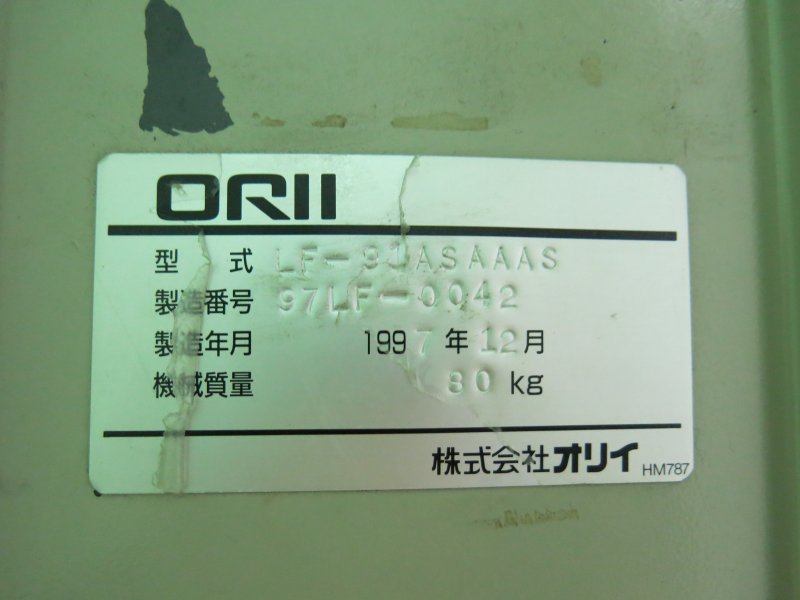 ORII
型 式 LF-91ASAAAS
製造番号 97LF-0042
製造年月 1997年12月
機械質量 80 kg
株式会社オリイ HM787